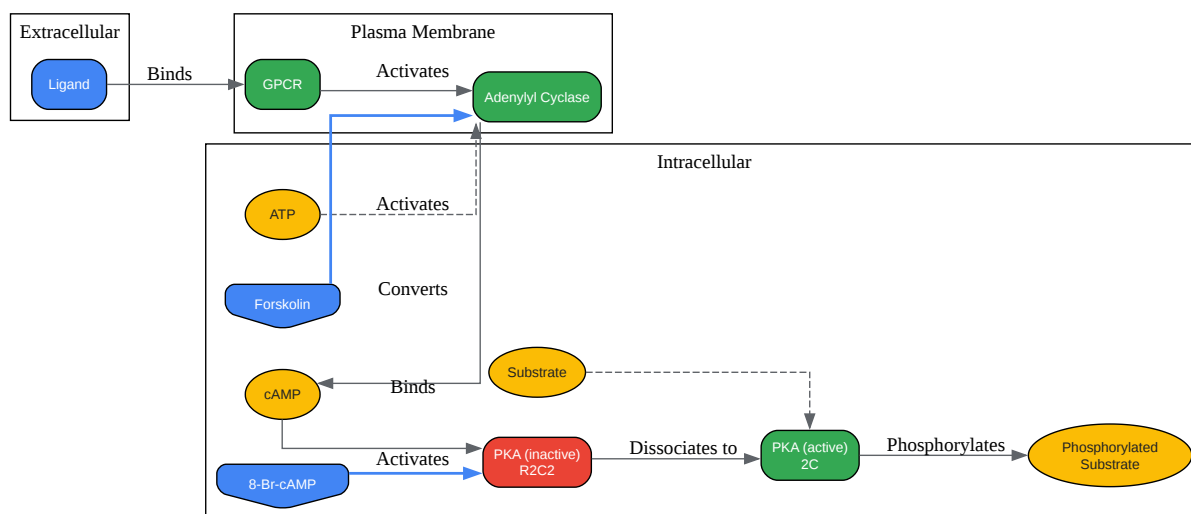 Extracellular
Plasma Membrane
Ligand
Binds
GPCR
Activates
Adenylyl Cyclase
Intracellular
ATP
Activates
Forskolin
Converts
cAMP
Binds
Substrate
Activates
8-Br-cAMP
PKA (inactive)
R2C2
Dissociates to
PKA (active)
2C
Phosphorylates
Phosphorylated
Substrate